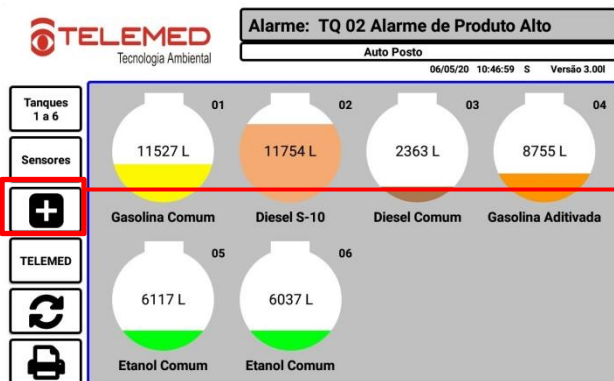 TELEMED
Tecnologia Ambiental
Alarme: TQ 02 Alarme de Produto Alto
Auto Posto
06/05/20 10:46:59 S Versão 3.00l
Tanques
1 a 6
Sensores
TELEMED
01 02 03 04
11527 L 11754 L 2363 L 8755 L
Gasolina Comum Diesel S-10 Diesel Comum Gasolina Aditivada
05 06
6117 L 6037 L
Etanol Comum Etanol Comum